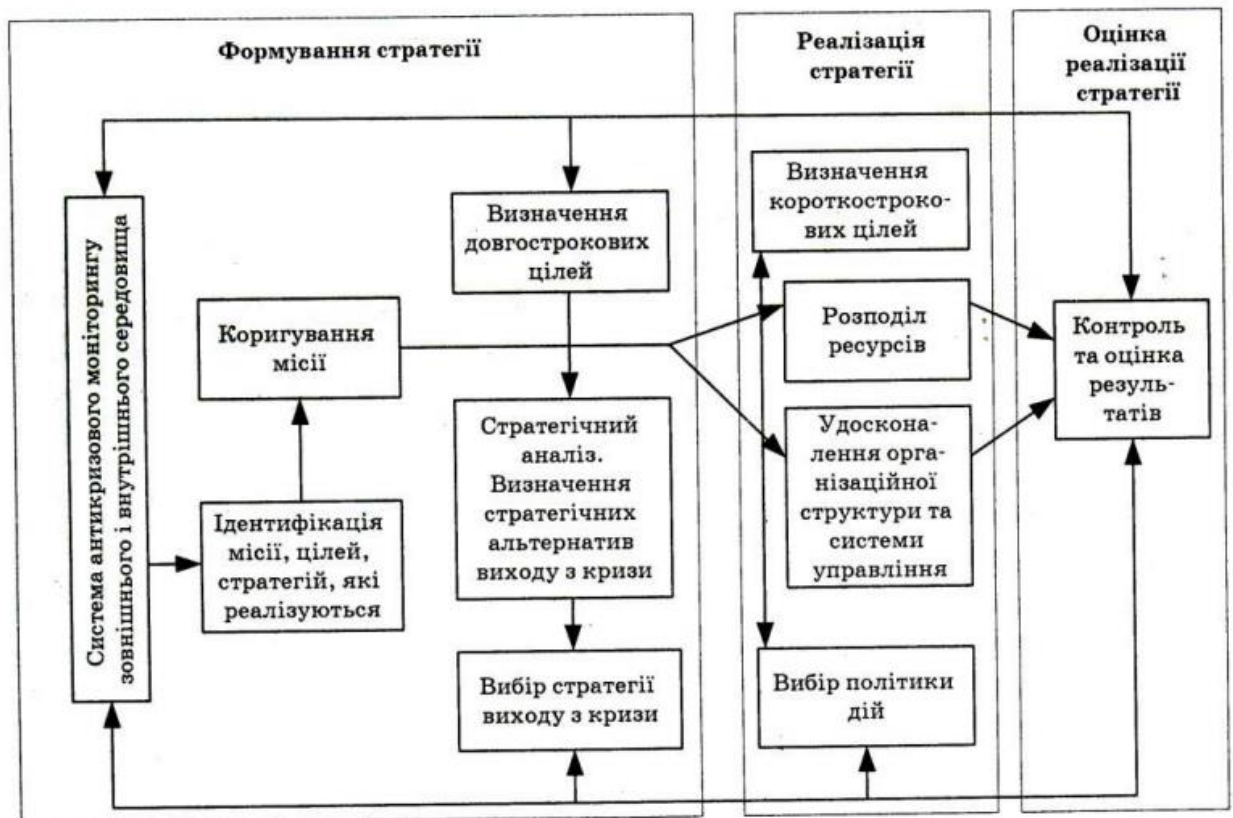 Формування стратегії
Реалізація
стратегії
Оцінка
реалізації
стратегії
Система антикризового моніторингу
зовнішнього і внутрішнього середовища
Коригування
місії
Ідентифікація
місії, цілей,
стратегій, які
реалізуються
Визначення
довгострокових
цілей
Стратегічний
аналіз.
Визначення
стратегічних
альтернатив
виходу з кризи
Вибір стратегії
виходу з кризи
Визначення
короткостроко-
вих цілей
Розподіл
ресурсів
Удоскона-
лення орга-
нізаційної
структури та
системи
управління
Вибір політики
дій
Контроль
та оцінка
резуль-
татів